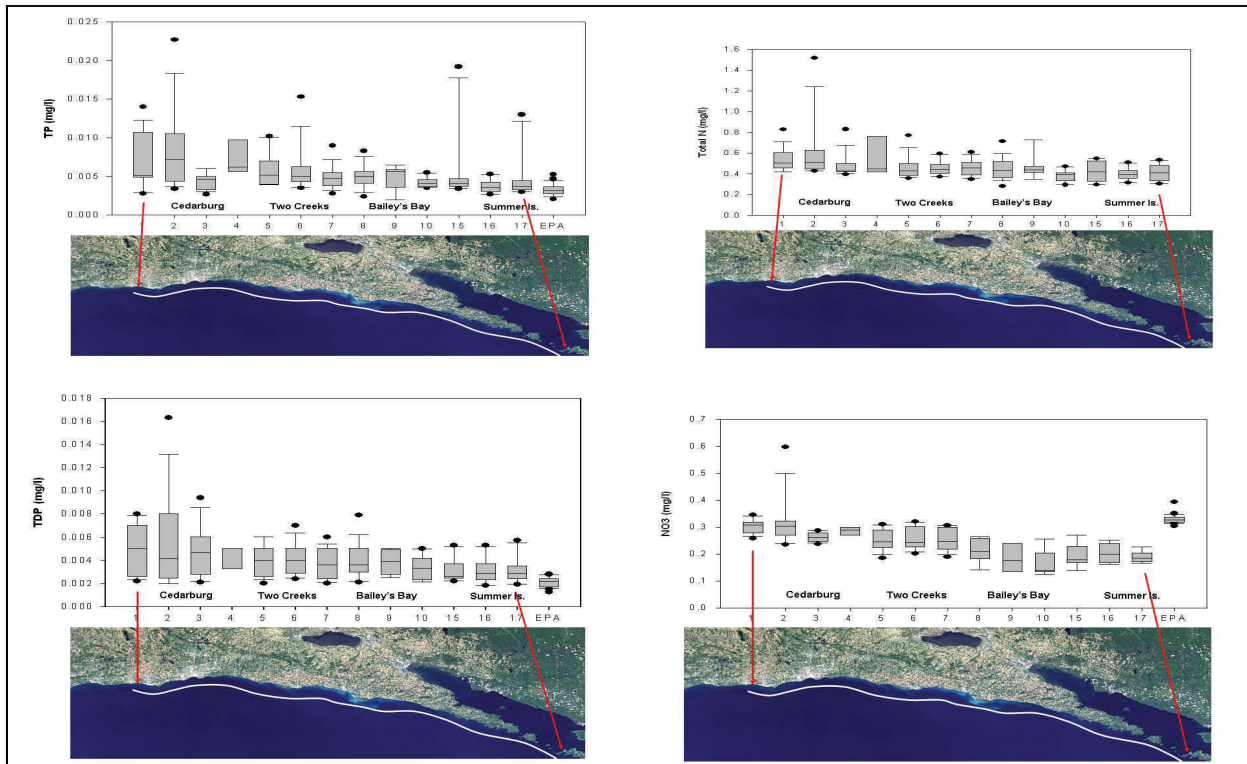 0.025
0.020
0.015
0.010
0.005
0.000
TP (mg/l)
Cedarburg Two Creeks Bailey's Bay Summer Is.
1 2 3 4 5 6 7 8 9 10 15 16 17 EPA
1.6
1.4
1.2
1.0
0.8
0.6
0.4
0.2
0.0
Total N (mg/l)
Cedarburg Two Creeks Bailey's Bay Summer Is.
1 2 3 4 5 6 7 8 9 10 15 16 17
0.018
0.016
0.014
0.012
0.010
0.008
0.006
0.004
0.002
0.000
TDP (mg/l)
Cedarburg Two Creeks Bailey's Bay Summer Is.
1 2 3 4 5 6 7 8 9 10 15 16 17 EPA
0.7
0.6
0.5
0.4
0.3
0.2
0.1
0.0
NO3 (mg/l)
Cedarburg Two Creeks Bailey's Bay Summer Is.
1 2 3 4 5 6 7 8 9 10 15 16 17 EPA